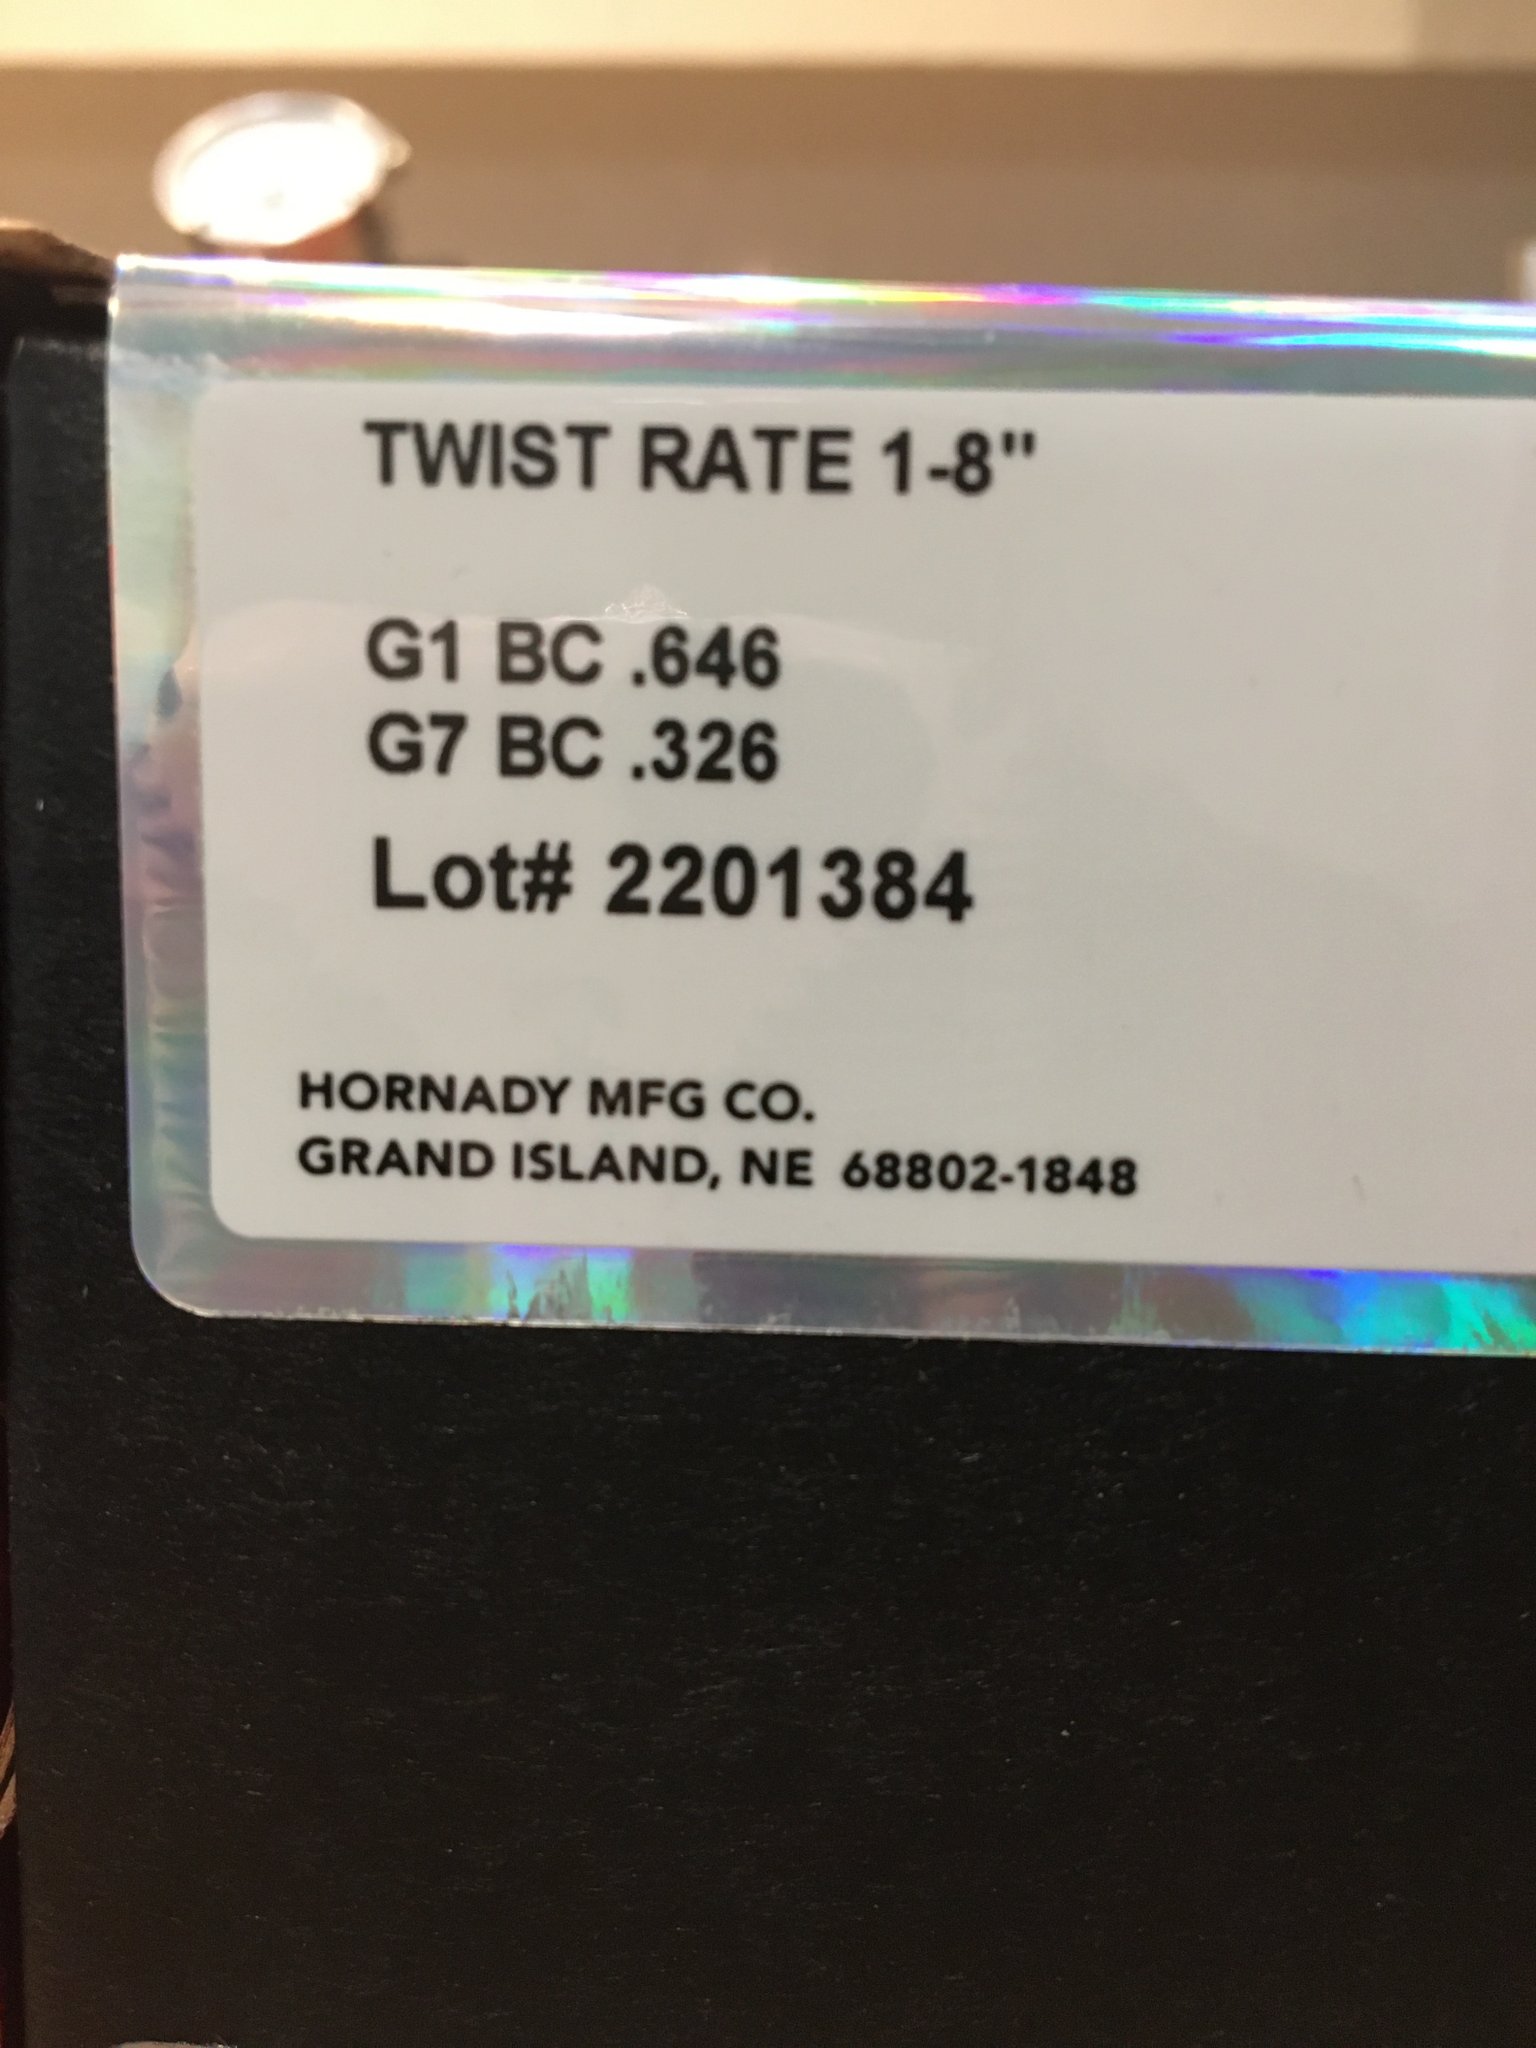 TWIST RATE 1-8"
G1 BC .646
G7 BC .326
Lot# 2201384
HORNADY MFG CO.
GRAND ISLAND, NE 68802-1848